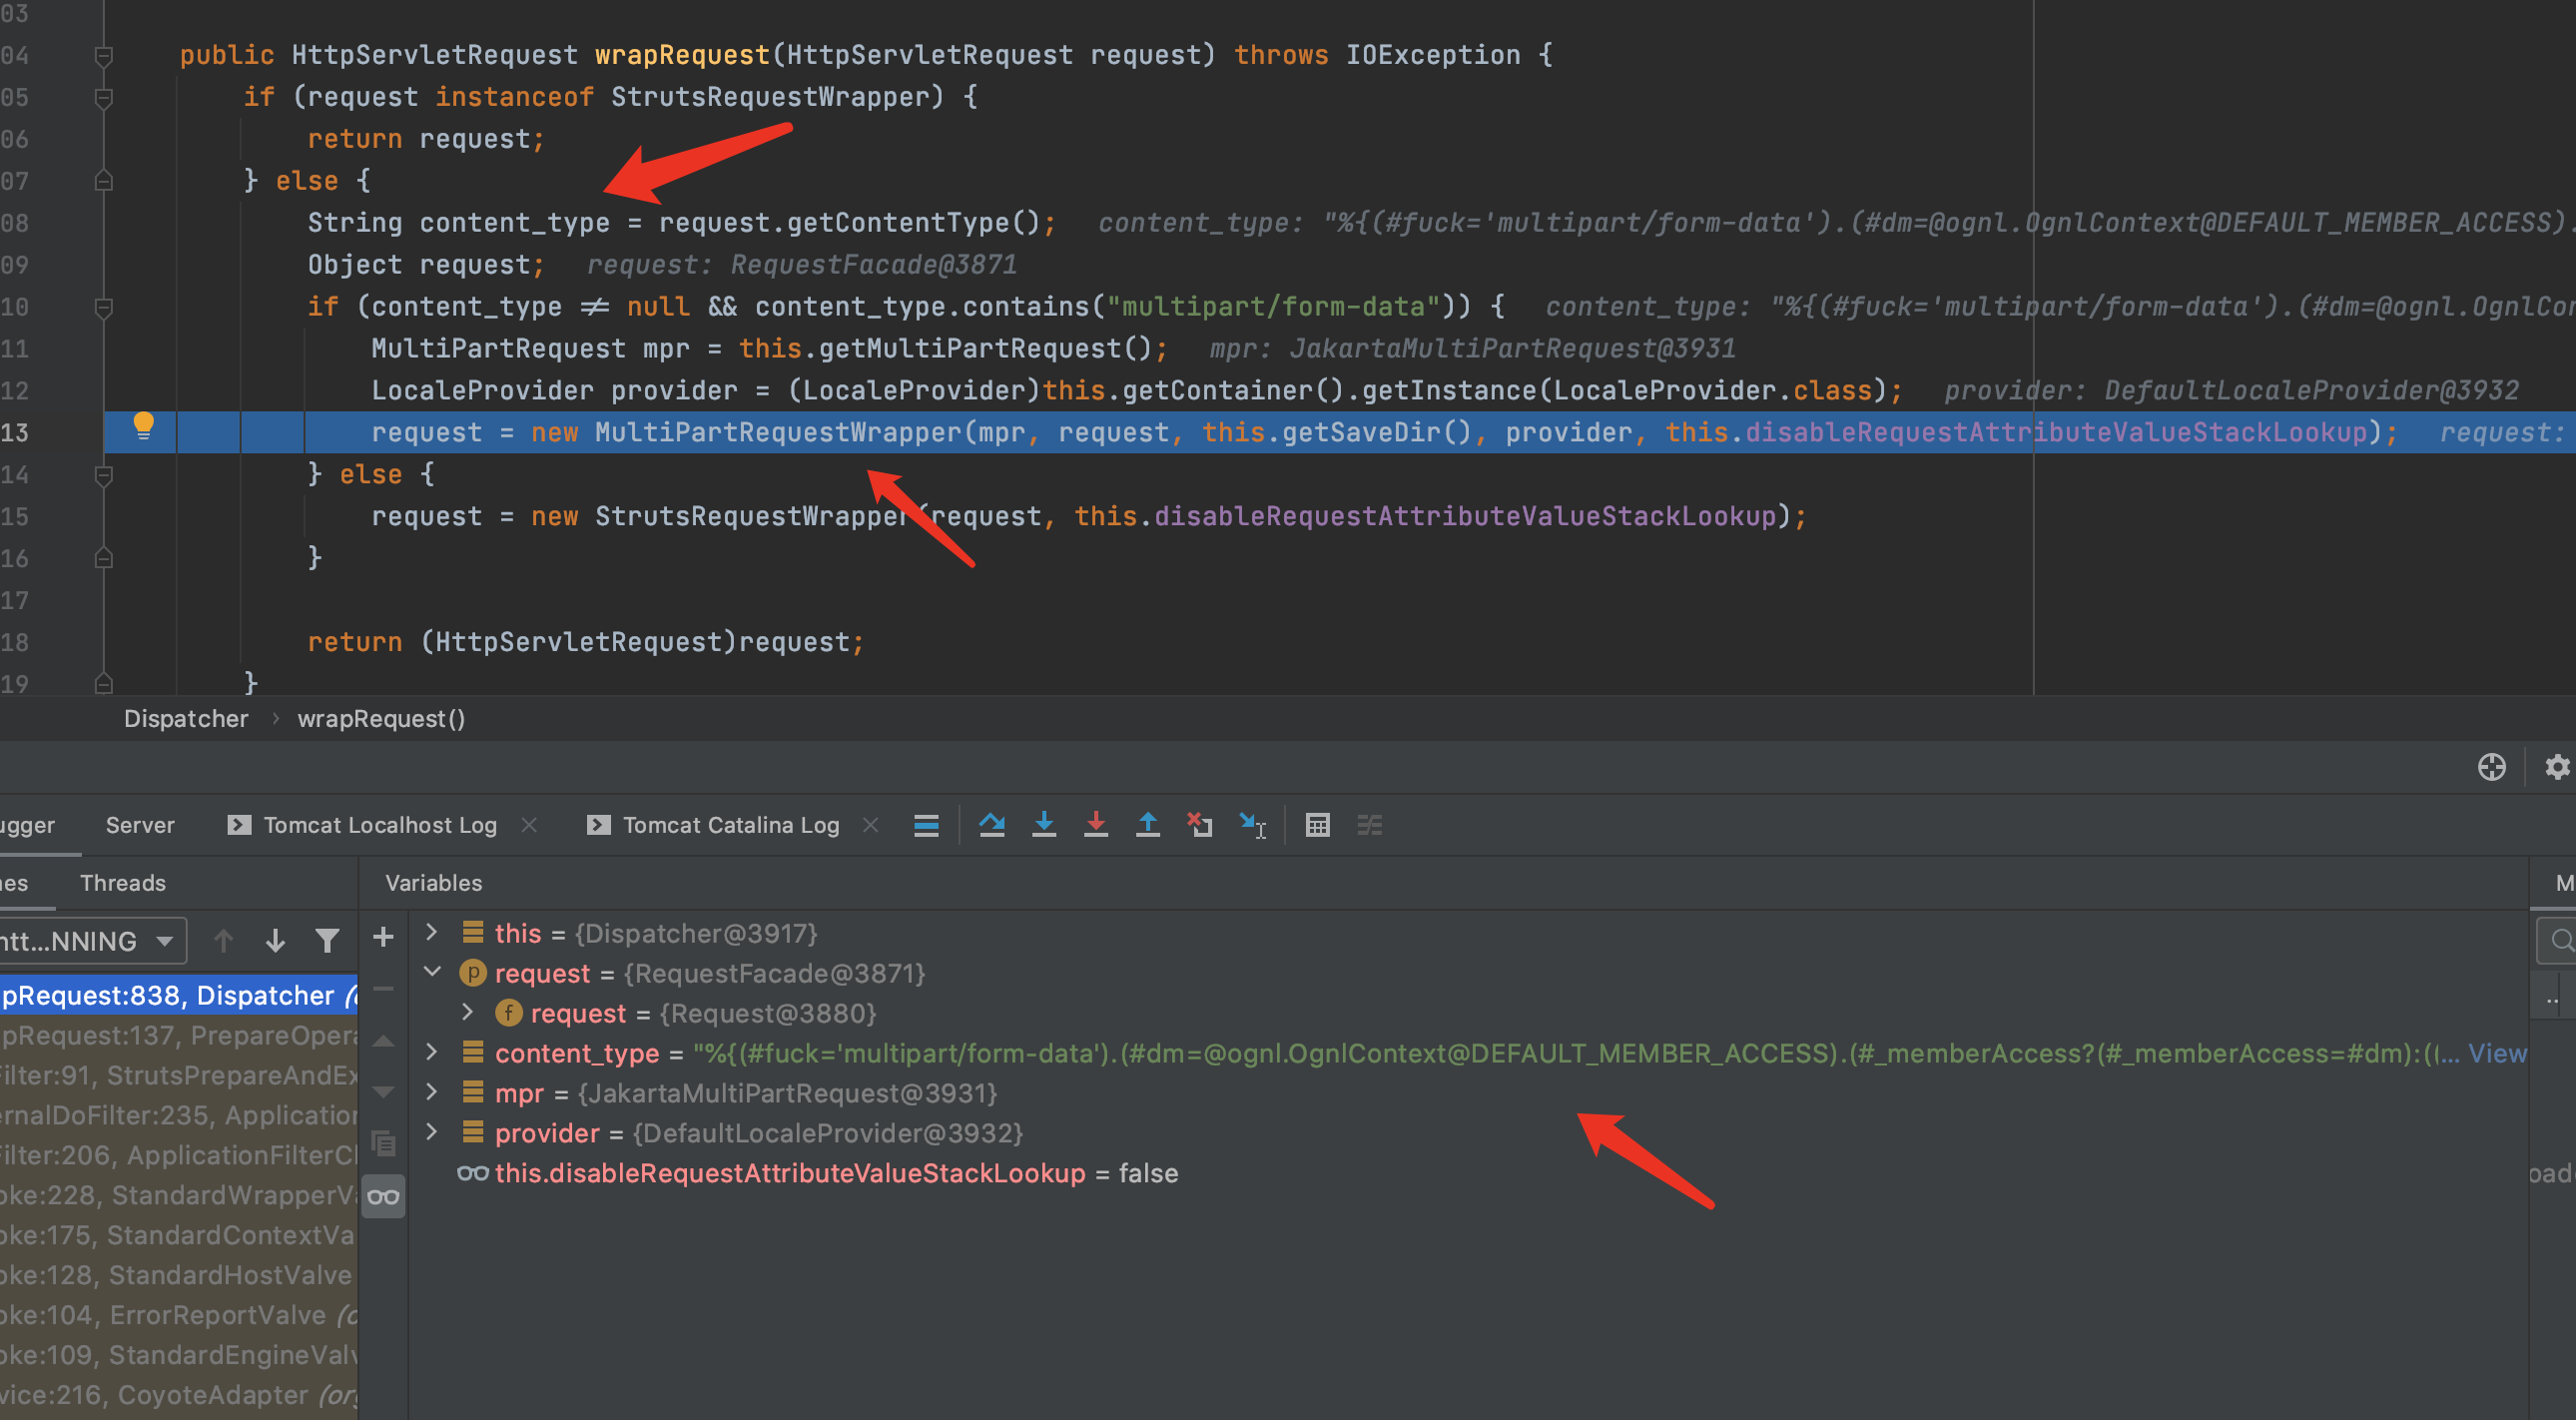 03
04 public HttpServletRequest wrapRequest(HttpServletRequest request) throws IOException {
05 if (request instanceof StrutsRequestWrapper) {
06 return request;
07 } else {
08 String content_type = request.getContentType(); content_type: "%{(#fuck='multipart/form-data').(#dm=@ognl.OgnlContext@DEFAULT_MEMBER_ACCESS).
09 Object request; request: RequestFacade@3871
10 if (content_type ≠ null && content_type.contains("multipart/form-data")) { content_type: "%{(#fuck='multipart/form-data').(#dm=@ognl.OgnlCon
11 MultiPartRequest mpr = this.getMultiPartRequest(); mpr: JakartaMultiPartRequest@3931
12 LocaleProvider provider = (LocaleProvider)this.getContainer().getInstance(LocaleProvider.class); provider: DefaultLocaleProvider@3932
13 request = new MultiPartRequestWrapper(mpr, request, this.getSaveDir(), provider, this.disableRequestAttributeValueStackLookup); request:
14 } else {
15 request = new StrutsRequestWrapper(request, this.disableRequestAttributeValueStackLookup);
16 }
17
18 return (HttpServletRequest)request;
19 }
Dispatcher › wrapRequest()
ugger Server Tomcat Localhost Log × Tomcat Catalina Log ×
es Threads Variables M
ntt...NNING
this = {Dispatcher@3917}
request = {RequestFacade@3871}
request = {Request@3880}
content_type = "%{(#fuck='multipart/form-data').(#dm=@ognl.OgnlContext@DEFAULT_MEMBER_ACCESS).(#_memberAccess?(#_memberAccess=#dm):((... View
mpr = {JakartaMultiPartRequest@3931}
provider = {DefaultLocaleProvider@3932}
this.disableRequestAttributeValueStackLookup = false
pRequest:838, Dispatcher (o
pRequest:137, PrepareOpera
Filter:91, StrutsPrepareAndEx
ernalDoFilter:235, Application
Filter:206, ApplicationFilterCh
oke:228, StandardWrapperVa
oke:175, StandardContextVa
oke:128, StandardHostValve
oke:104, ErrorReportValve (o
oke:109, StandardEngineValv
vice:216, CoyoteAdapter (org
..
oad